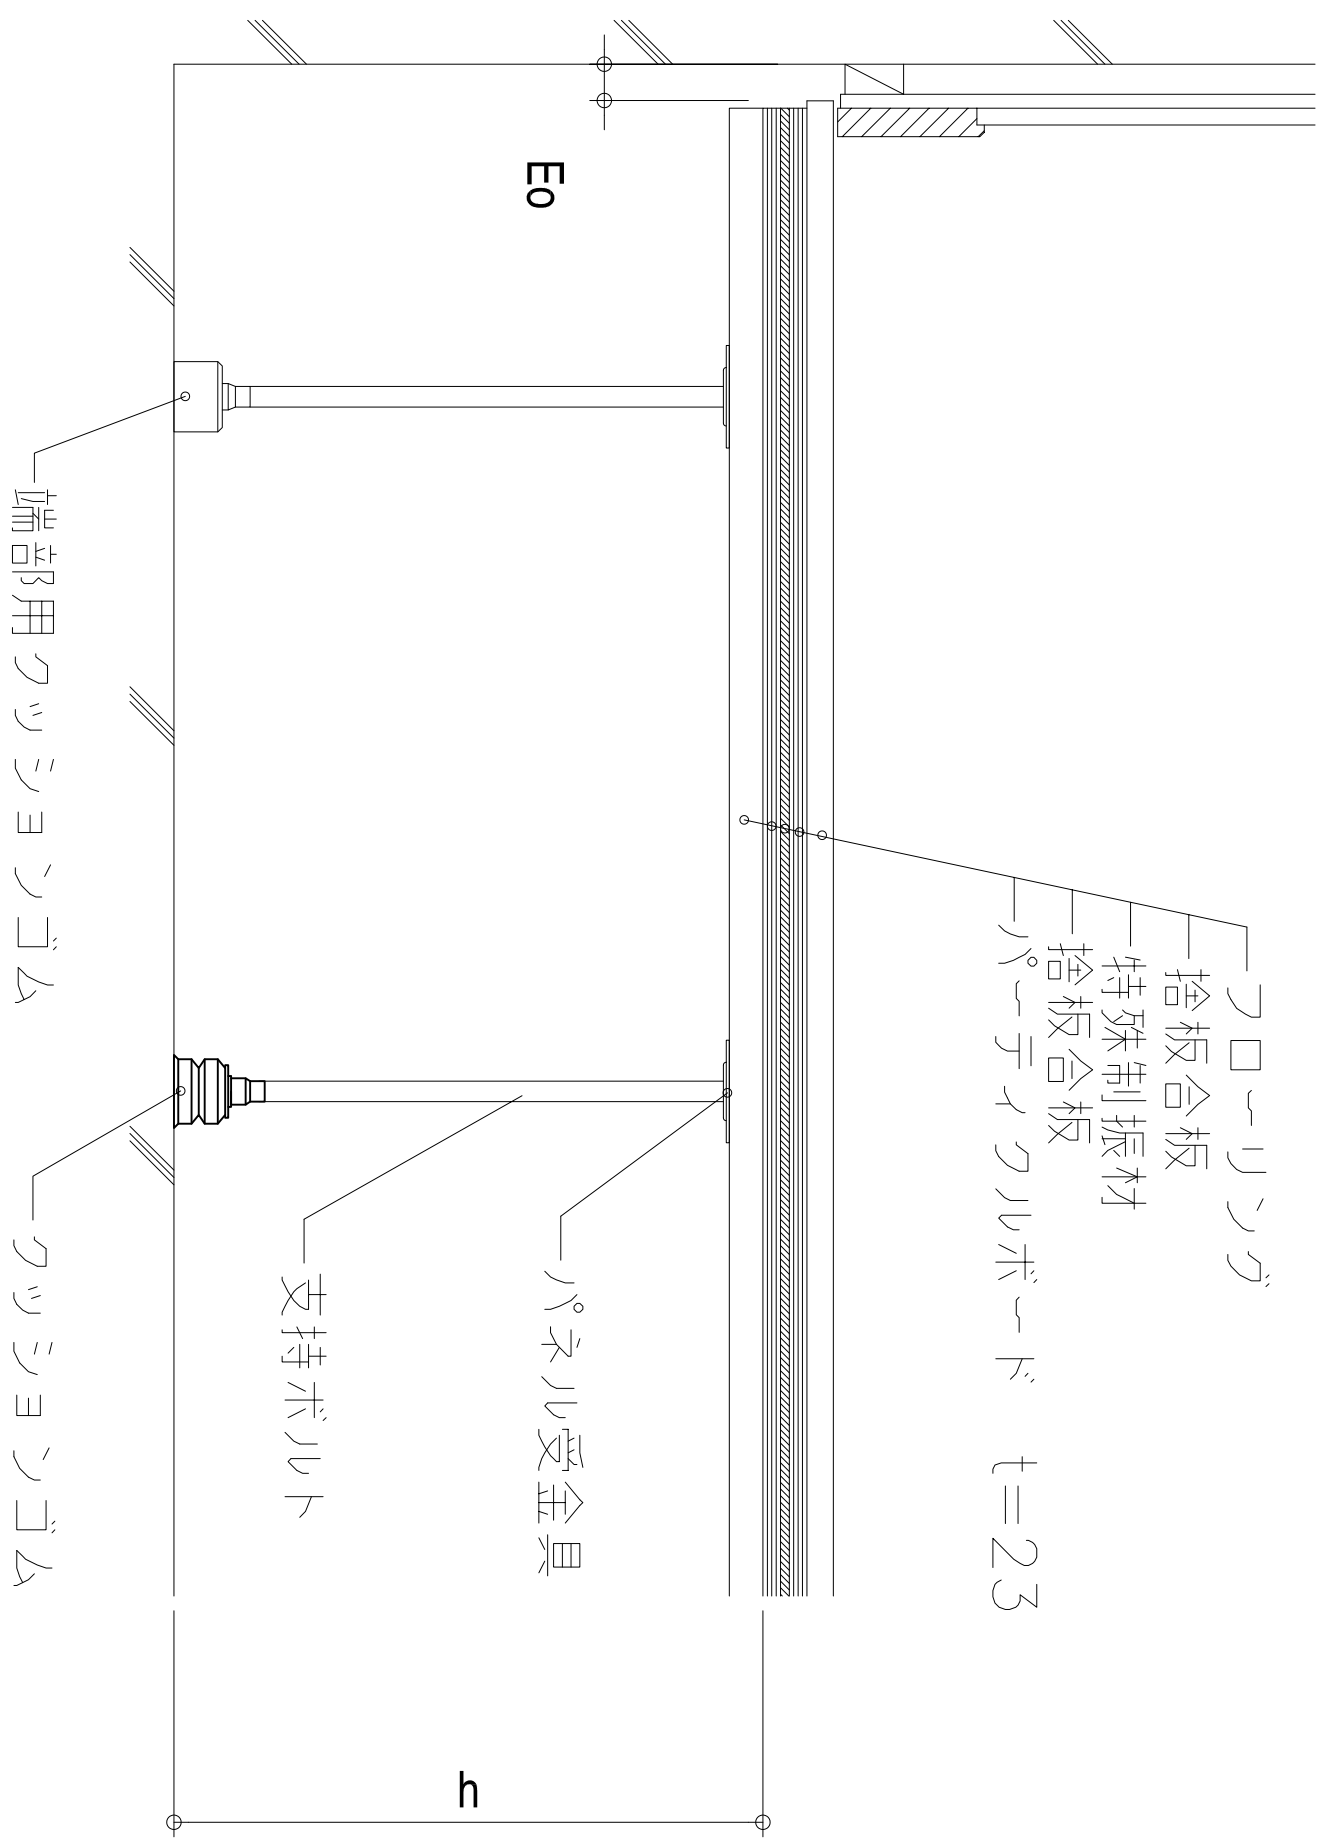 フローリング
捨板合板
特殊制振材
捨板合板
パーティクルボード t=23
Eo
パネル受金具
支持ボルト
h
端部用クッションゴム
クッションゴム